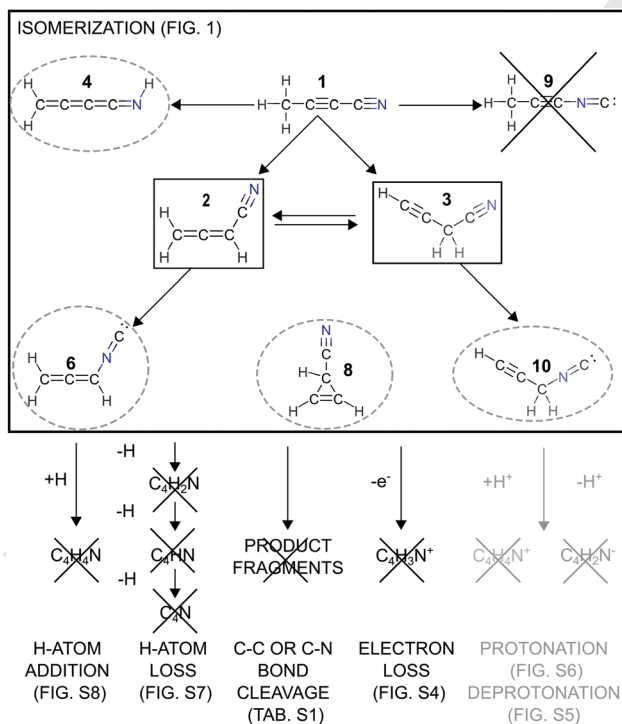 ISOMERIZATION (FIG. 1)
4
H
H
C=C=C=C=N
H
1
H
H-C-C≡C-C≡N
H
9
H
H-C-C≡C-N=C:
H
2
N
C
H
C=C=C
H
H
3
H
C≡C
C
C≡N
H H
6
C:
N
H
C=C=C
H
H
8
N
C
H C
H C=C H
10
H
C≡C
C
N=C:
H H
+H
C₄H₄N
-H
C₄H₂N
-H
C₄HN
-H
C₄N
PRODUCT
FRAGMENTS
-e⁻
C₄H₃N⁺
+H⁺
-H⁺
C₄H₄N⁺
C₄H₂N⁻
H-ATOM
ADDITION
(FIG. S8)
H-ATOM
LOSS
(FIG. S7)
C-C OR C-N
BOND
CLEAVAGE
(TAB. S1)
ELECTRON
LOSS
(FIG. S4)
PROTONATION
(FIG. S6)
DEPROTONATION
(FIG. S5)